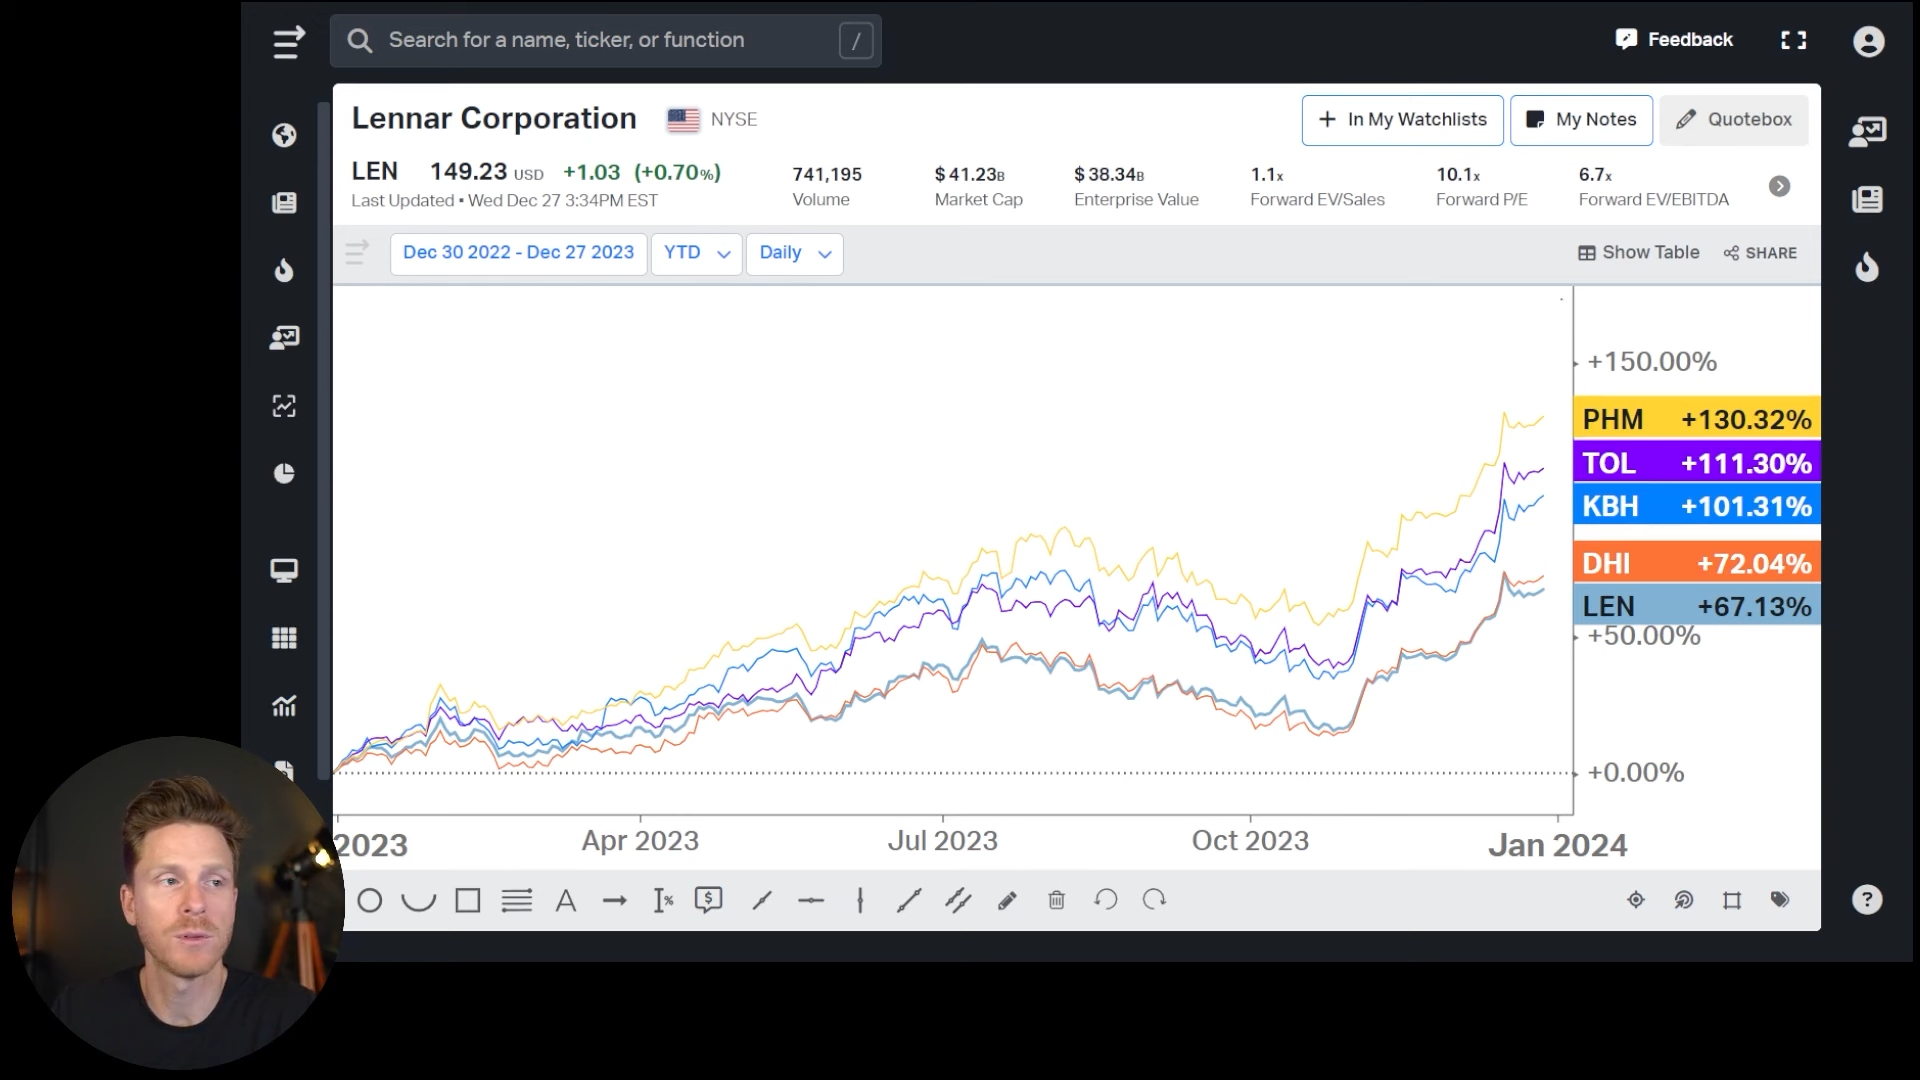 Search for a name, ticker, or function /
Feedback
Lennar Corporation NYSE
+ In My Watchlists
My Notes
Quotebox
LEN 149.23 USD +1.03 (+0.70%)
Last Updated • Wed Dec 27 3:34PM EST
741,195
Volume
$41.23B
Market Cap
$38.34B
Enterprise Value
1.1x
Forward EV/Sales
10.1x
Forward P/E
6.7x
Forward EV/EBITDA
Dec 30 2022 - Dec 27 2023
YTD
Daily
Show Table
SHARE
+150.00%
PHM +130.32%
TOL +111.30%
KBH +101.31%
DHI +72.04%
LEN +67.13%
+50.00%
+0.00%
2023
Apr 2023
Jul 2023
Oct 2023
Jan 2024
A
%
$
?